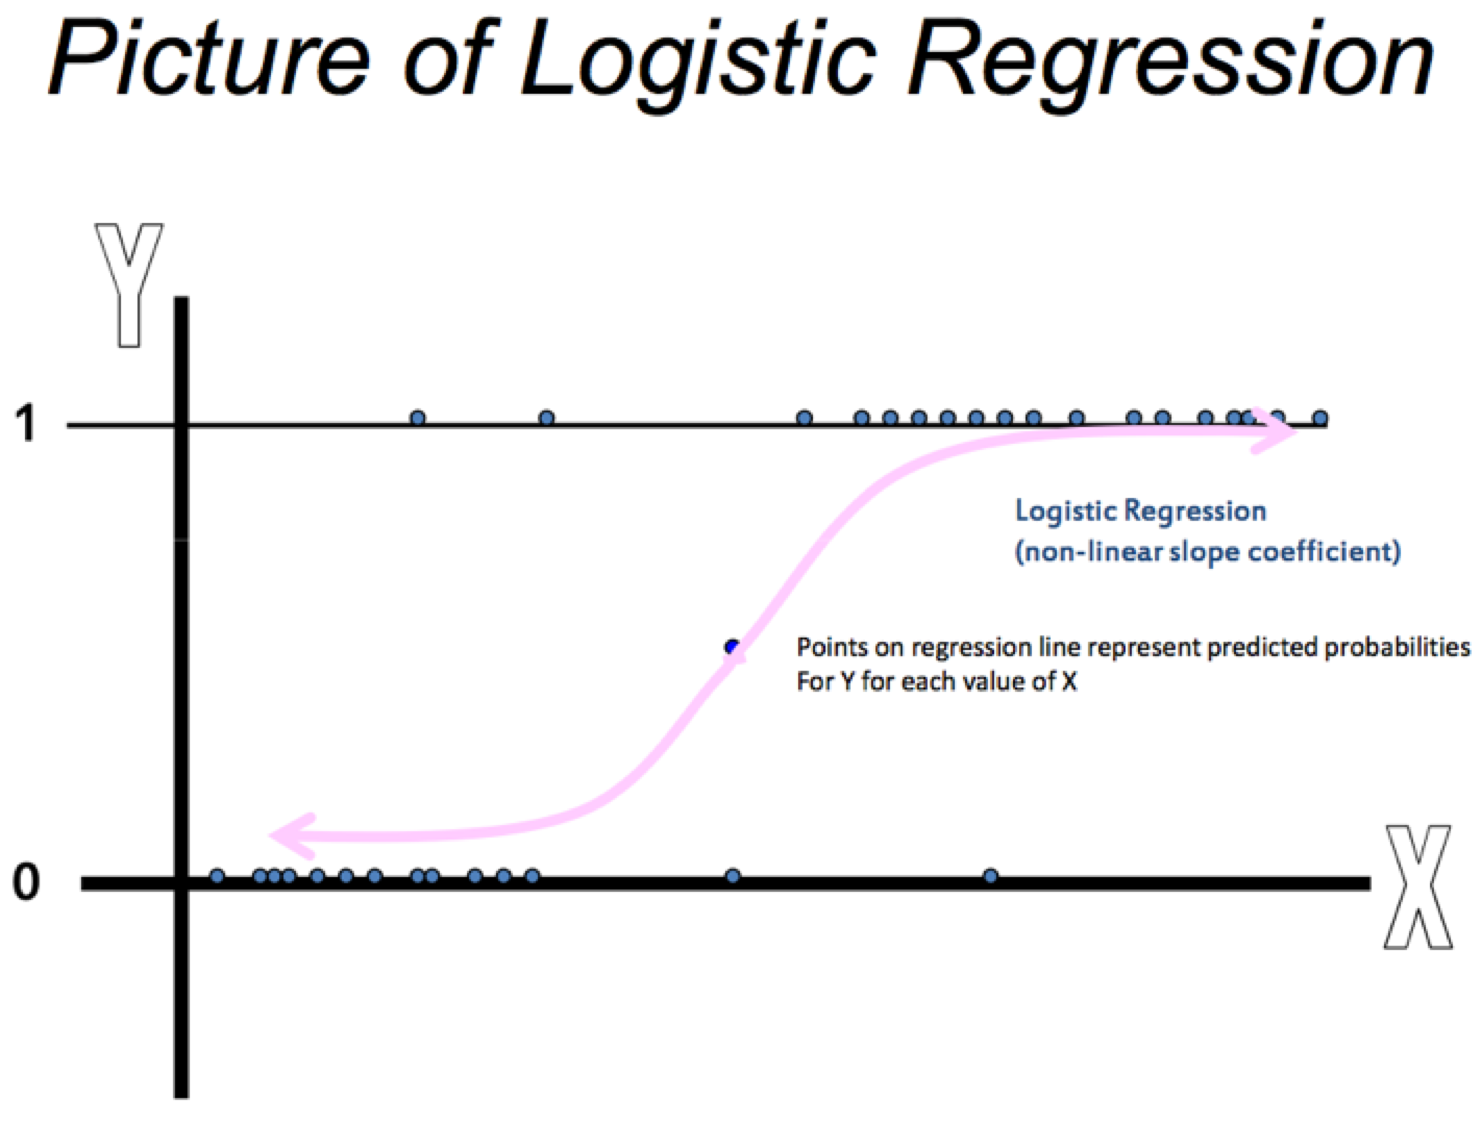 Picture of Logistic Regression
Y
1
Logistic Regression
(non-linear slope coefficient)
Points on regression line represent predicted probabilities
For Y for each value of X
0
X